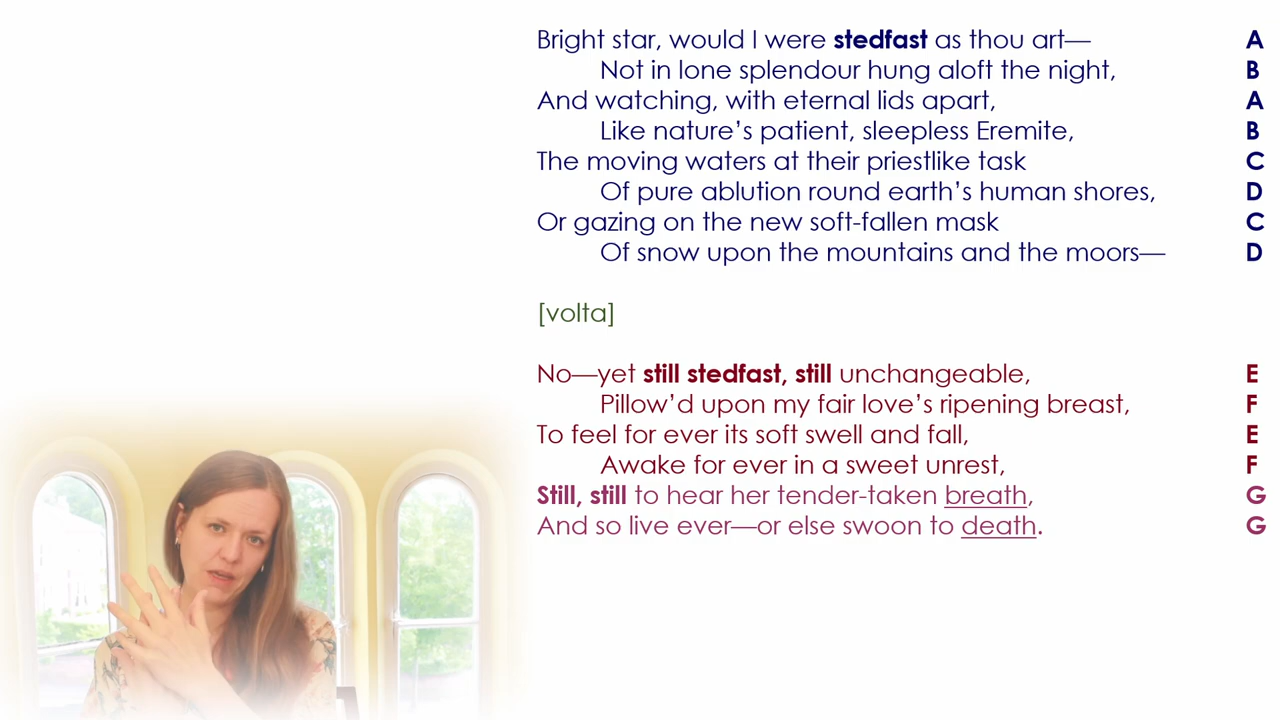 Bright star, would I were stedfast as thou art— A
Not in lone splendour hung aloft the night, B
And watching, with eternal lids apart, A
Like nature’s patient, sleepless Eremite, B
The moving waters at their priestlike task C
Of pure ablution round earth’s human shores, D
Or gazing on the new soft-fallen mask C
Of snow upon the mountains and the moors— D
[volta]
No—yet still stedfast, still unchangeable, E
Pillow’d upon my fair love’s ripening breast, F
To feel for ever its soft swell and fall, E
Awake for ever in a sweet unrest, F
Still, still to hear her tender-taken breath, G
And so live ever—or else swoon to death. G